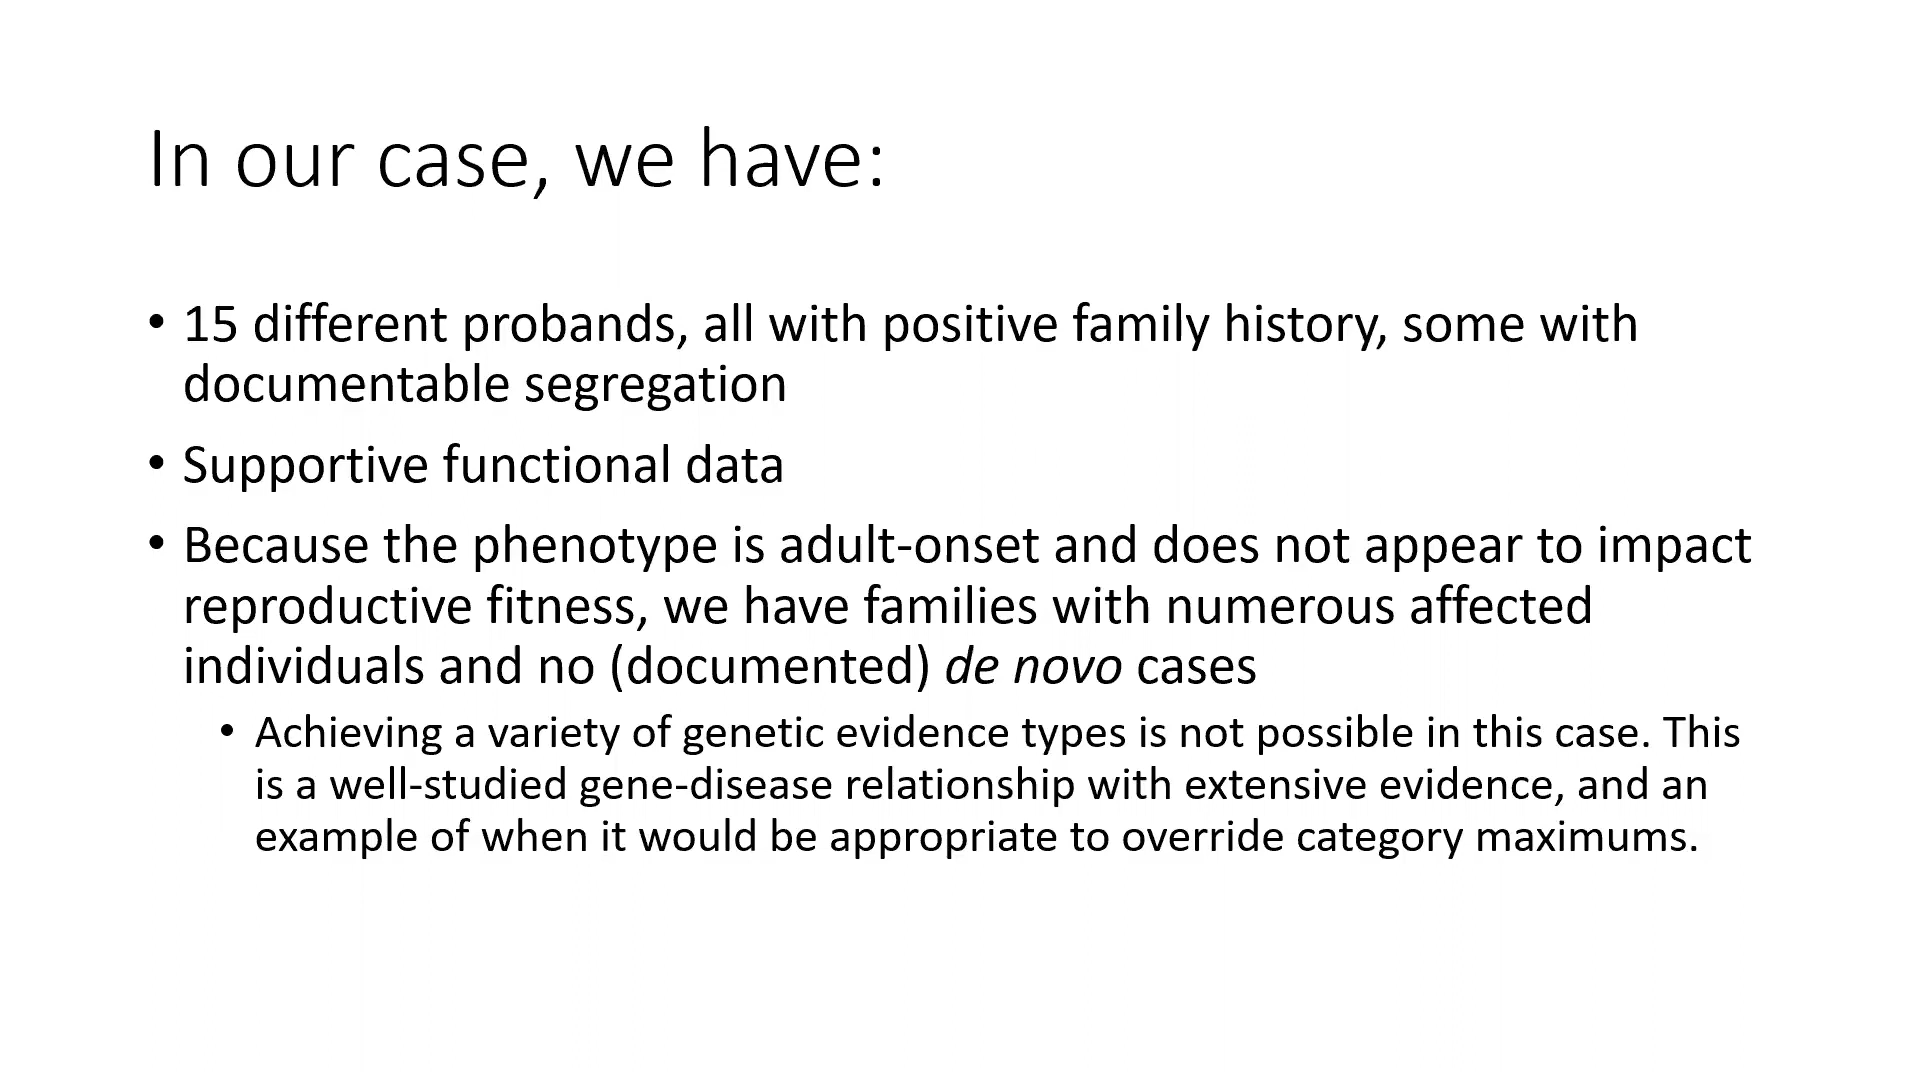 In our case, we have:
• 15 different probands, all with positive family history, some with
documentable segregation
• Supportive functional data
• Because the phenotype is adult-onset and does not appear to impact
reproductive fitness, we have families with numerous affected
individuals and no (documented) de novo cases
• Achieving a variety of genetic evidence types is not possible in this case. This
is a well-studied gene-disease relationship with extensive evidence, and an
example of when it would be appropriate to override category maximums.